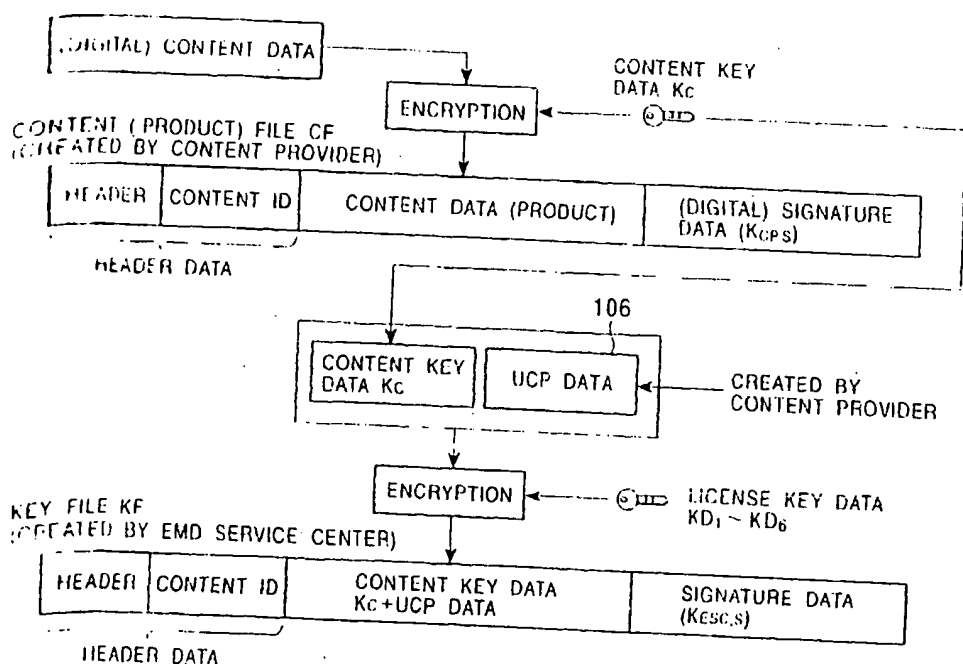 (DIGITAL) CONTENT DATA
CONTENT KEY
DATA Kc
ENCRYPTION
CONTENT (PRODUCT) FILE CF
(CREATED BY CONTENT PROVIDER)
HEADER
CONTENT ID
CONTENT DATA (PRODUCT)
(DIGITAL) SIGNATURE
DATA (KCP,S)
HEADER DATA
106
CONTENT KEY
DATA Kc
UCP DATA
CREATED BY
CONTENT PROVIDER
ENCRYPTION
LICENSE KEY DATA
KD1 ~ KD6
KEY FILE KF
(CREATED BY EMD SERVICE CENTER)
HEADER
CONTENT ID
CONTENT KEY DATA
Kc+UCP DATA
SIGNATURE DATA
(KESC,S)
HEADER DATA